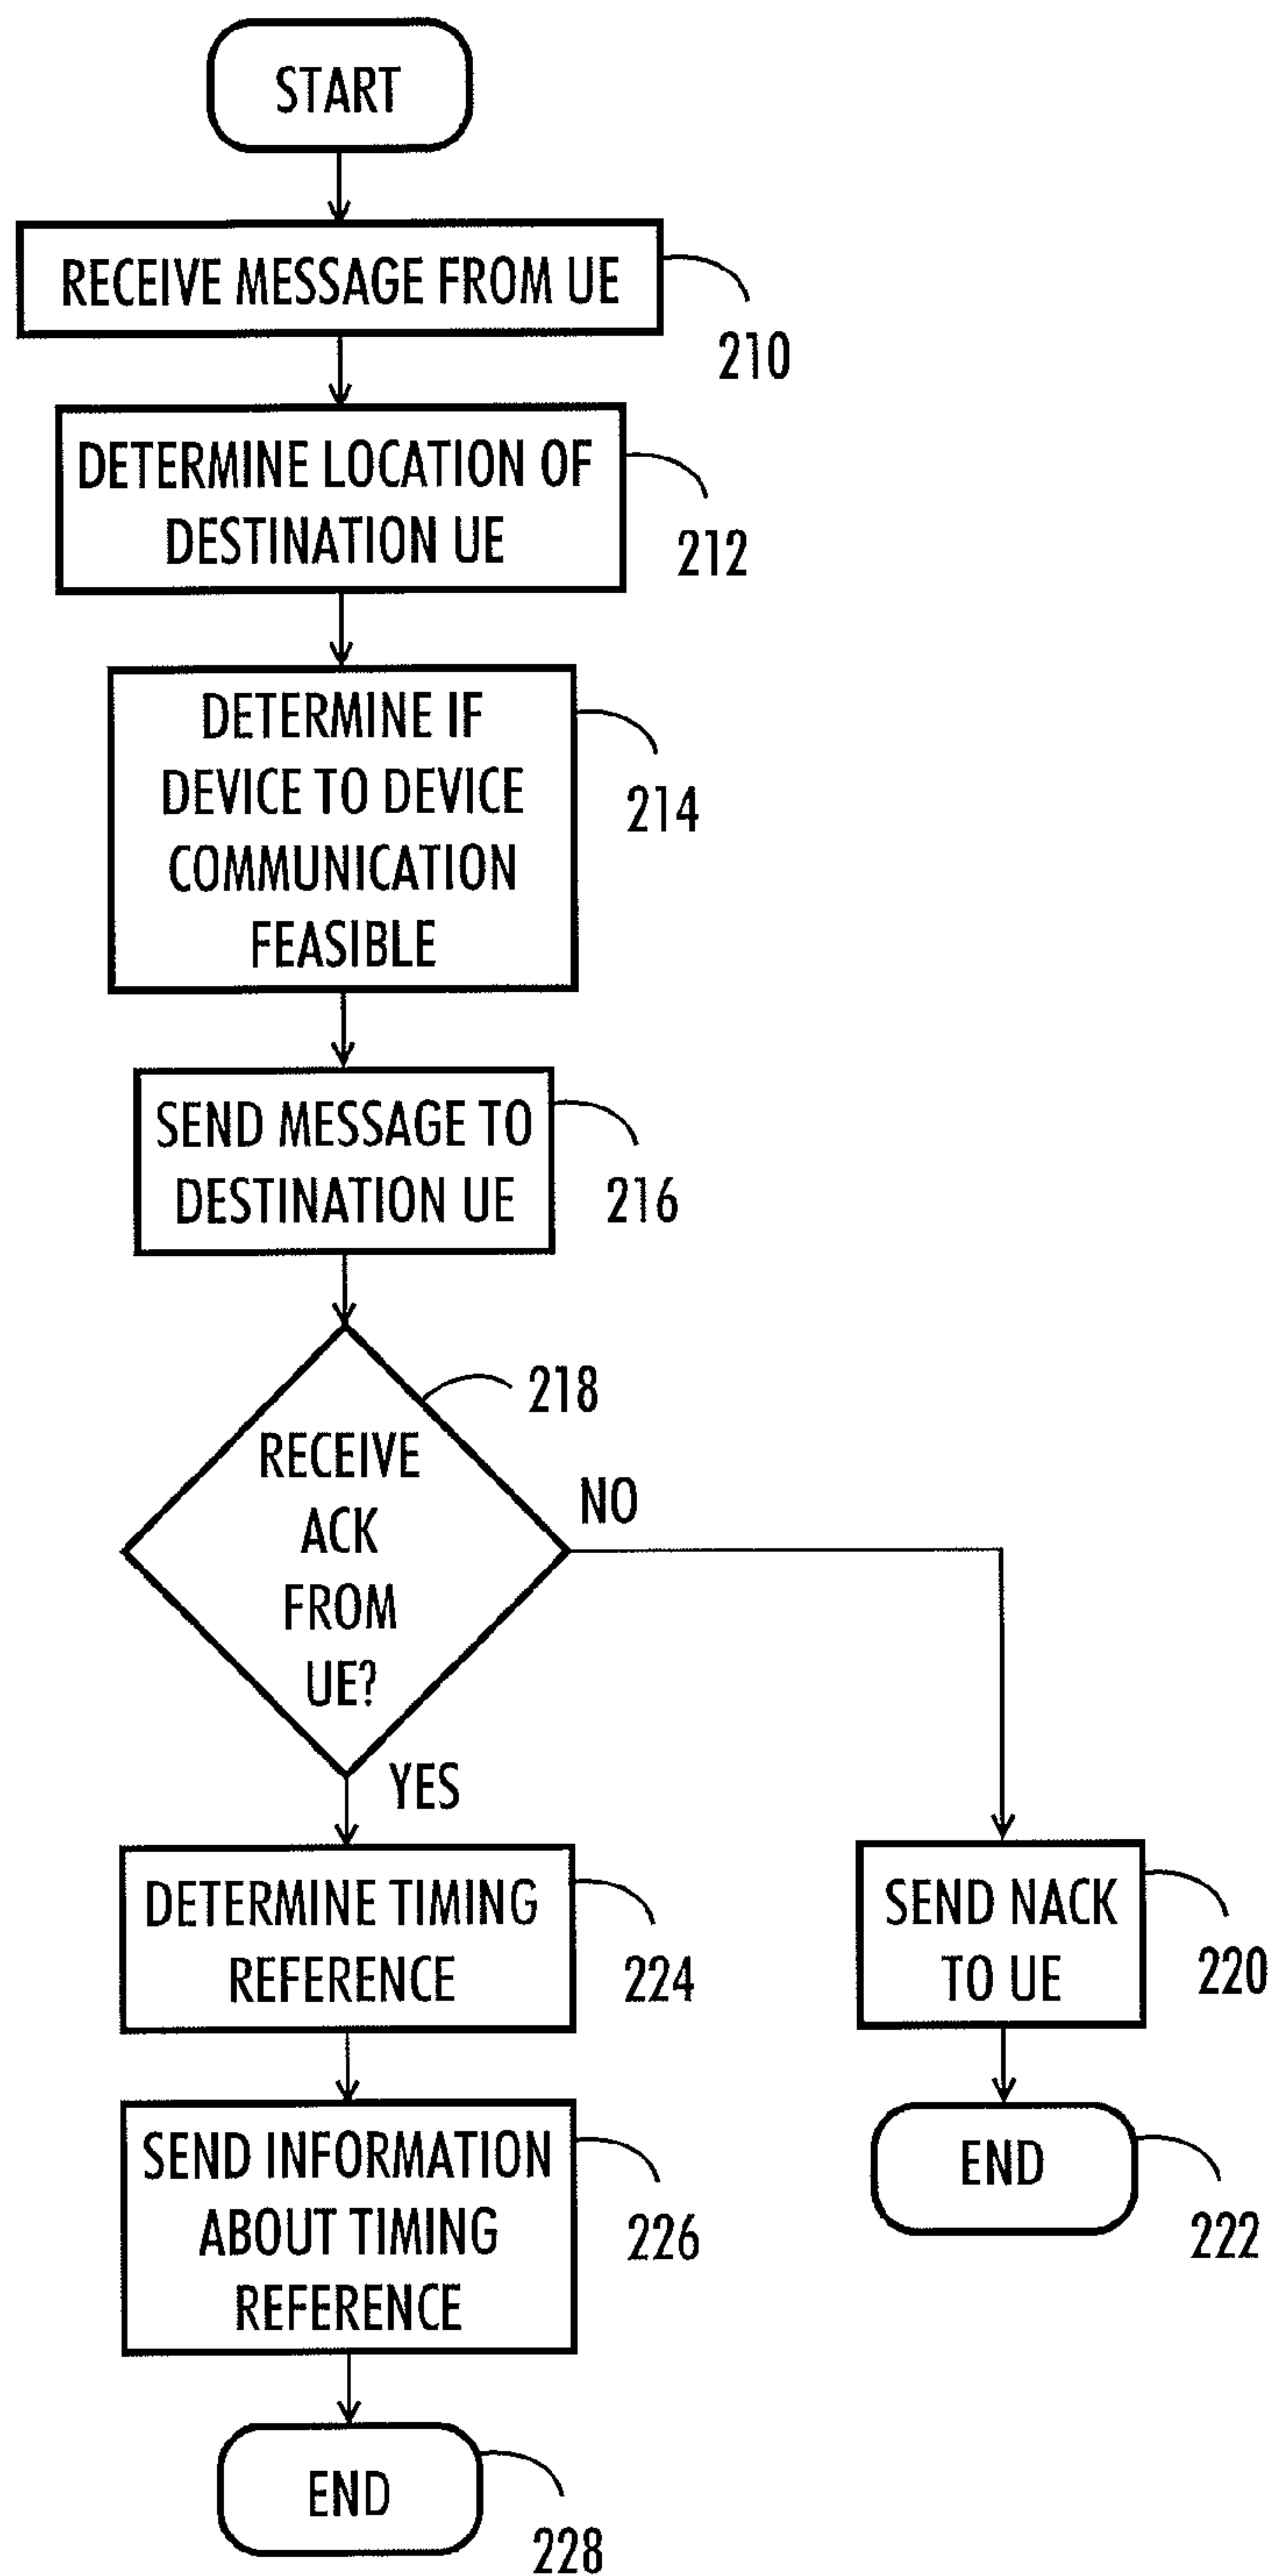 START
RECEIVE MESSAGE FROM UE
210
DETERMINE LOCATION OF
DESTINATION UE
212
DETERMINE IF
DEVICE TO DEVICE
COMMUNICATION
FEASIBLE
214
SEND MESSAGE TO
DESTINATION UE
216
218
RECEIVE
ACK
FROM
UE?
NO
YES
DETERMINE TIMING
REFERENCE
224
SEND NACK
TO UE
220
SEND INFORMATION
ABOUT TIMING
REFERENCE
226
END
222
END
228